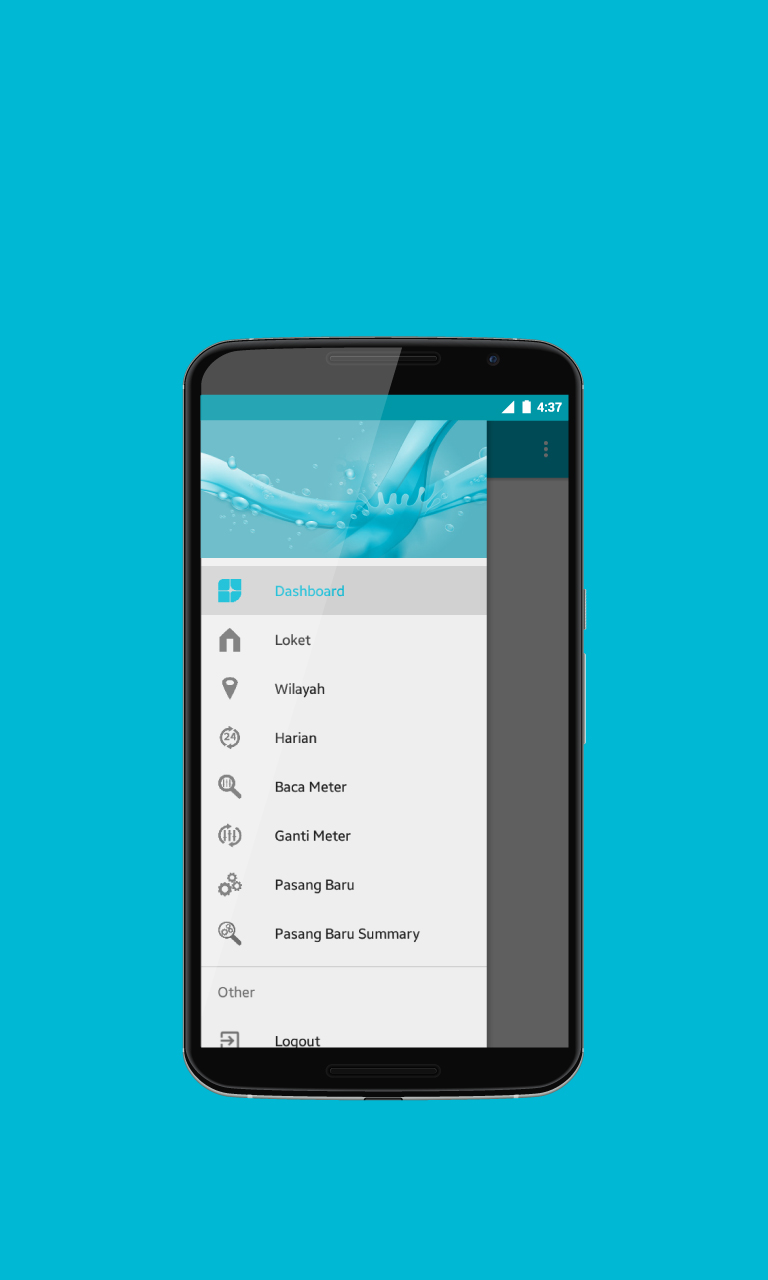 4:37
Dashboard
Loket
Wilayah
24
Harian
Baca Meter
Ganti Meter
Pasang Baru
Pasang Baru Summary
Other
Logout